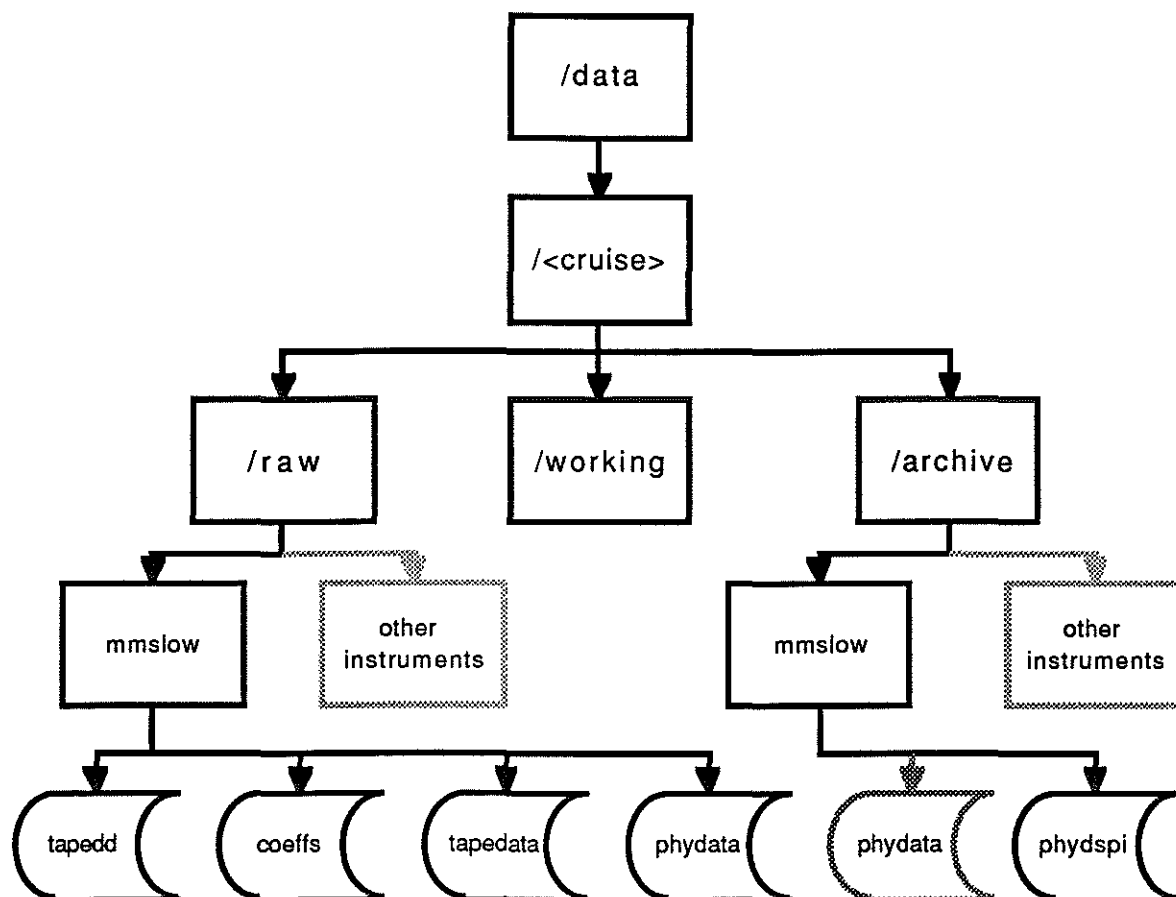 /data
/<cruise>
/raw
/working
/archive
mmslow
other
instruments
mmslow
other
instruments
tapedd
coeffs
tapedata
phydata
phydata
phydspi